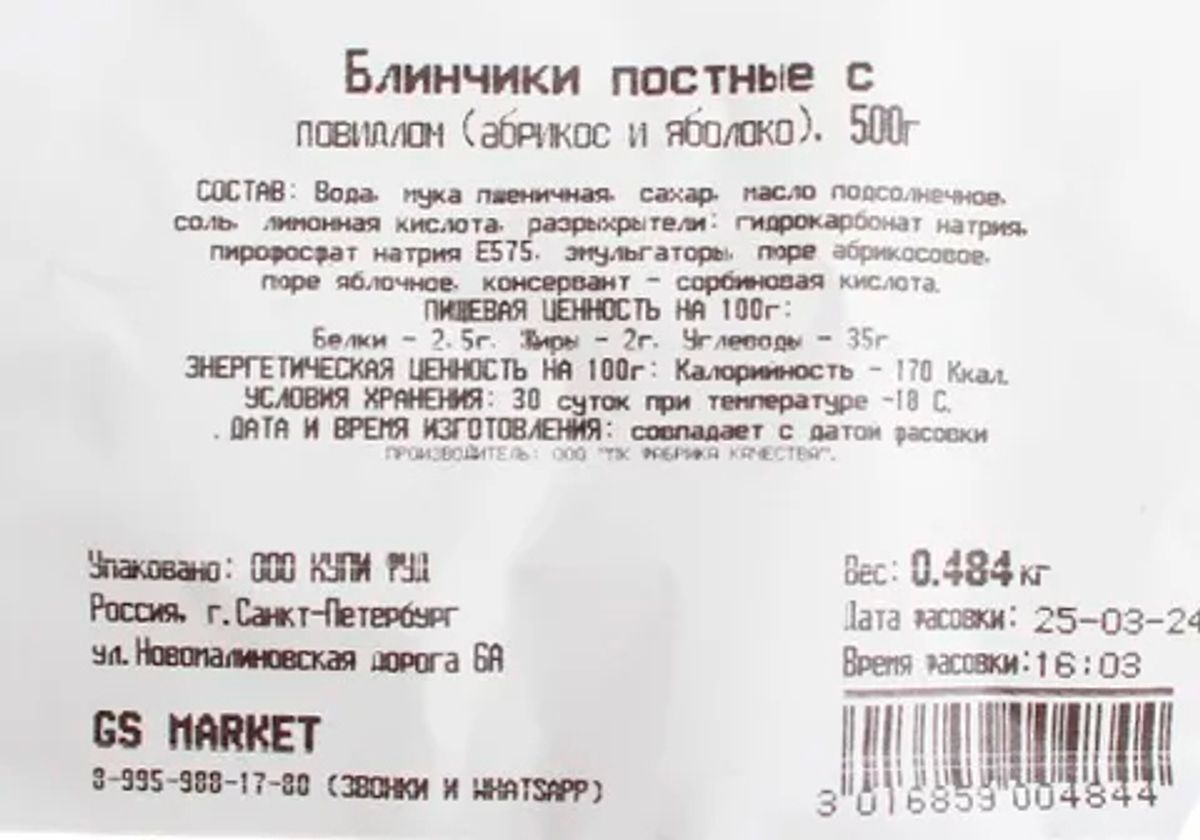 Блинчики постные с
повидлом (абрикос и яблоко). 500г
СОСТАВ: Вода, мука пшеничная, сахар, масло подсолнечное,
соль, лимонная кислота, разрыхрытели: гидрокарбонат натрия,
пирофосфат натрия Е575, эмульгаторы, пюре абрикосовое,
пюре яблочное, консервант - сорбиновая кислота.
ПИЩЕВАЯ ЦЕННОСТЬ НА 100г:
Белки - 2.5г. Жиры - 2г. Углеводы - 35г
ЭНЕРГЕТИЧЕСКАЯ ЦЕННОСТЬ НА 100г: Калорийность - 170 Ккал.
УСЛОВИЯ ХРАНЕНИЯ: 30 суток при температуре -18 С.
. ДАТА И ВРЕМЯ ИЗГОТОВЛЕНИЯ: совпадает с датой фасовки
ПРОИЗВОДИТЕЛЬ: ООО "ПК ФАБРИКА КАЧЕСТВА".
Упаковано: ООО КУПИ ФУД
Россия, г.Санкт-Петербург
ул.Новомалиновская дорога 6А
GS MARKET
8-995-988-17-80 (ЗВОНКИ И WHATSAPP)
Вес: 0.484кг
Дата фасовки: 25-03-24
Время фасовки:16:03
3 016859 004844